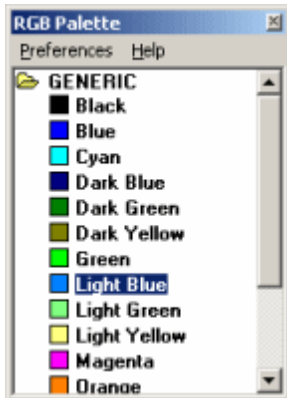 RGB Palette
Preferences Help
GENERIC
Black
Blue
Cyan
Dark Blue
Dark Green
Dark Yellow
Green
Light Blue
Light Green
Light Yellow
Magenta
Orange